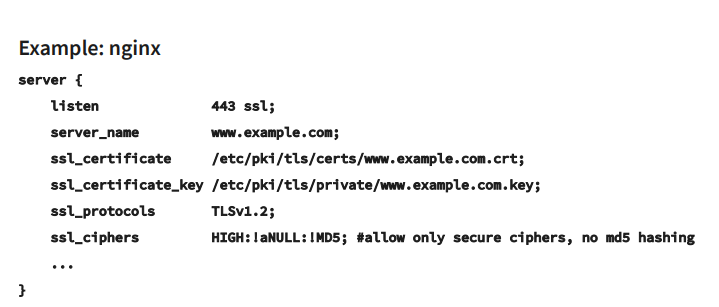 Example: nginx
server {
    listen              443 ssl;
    server_name         www.example.com;
    ssl_certificate     /etc/pki/tls/certs/www.example.com.crt;
    ssl_certificate_key /etc/pki/tls/private/www.example.com.key;
    ssl_protocols       TLSv1.2;
    ssl_ciphers         HIGH:!aNULL:!MD5; #allow only secure ciphers, no md5 hashing
    ...
}